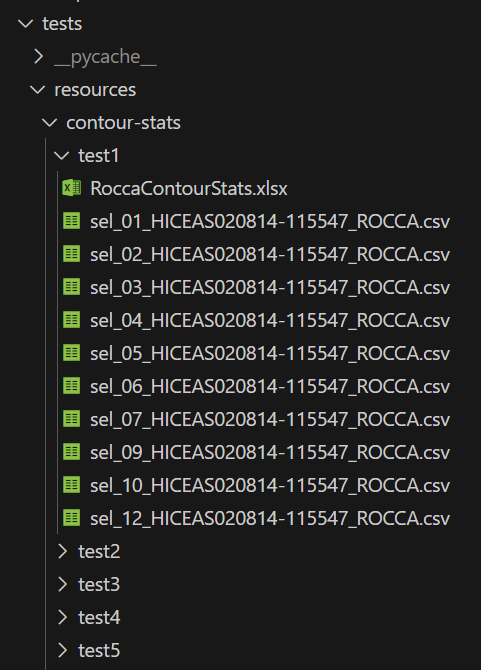 tests
__pycache__
resources
contour-stats
test1
RoccaContourStats.xlsx
sel_01_HICEAS020814-115547_ROCCA.csv
sel_02_HICEAS020814-115547_ROCCA.csv
sel_03_HICEAS020814-115547_ROCCA.csv
sel_04_HICEAS020814-115547_ROCCA.csv
sel_05_HICEAS020814-115547_ROCCA.csv
sel_06_HICEAS020814-115547_ROCCA.csv
sel_07_HICEAS020814-115547_ROCCA.csv
sel_09_HICEAS020814-115547_ROCCA.csv
sel_10_HICEAS020814-115547_ROCCA.csv
sel_12_HICEAS020814-115547_ROCCA.csv
test2
test3
test4
test5